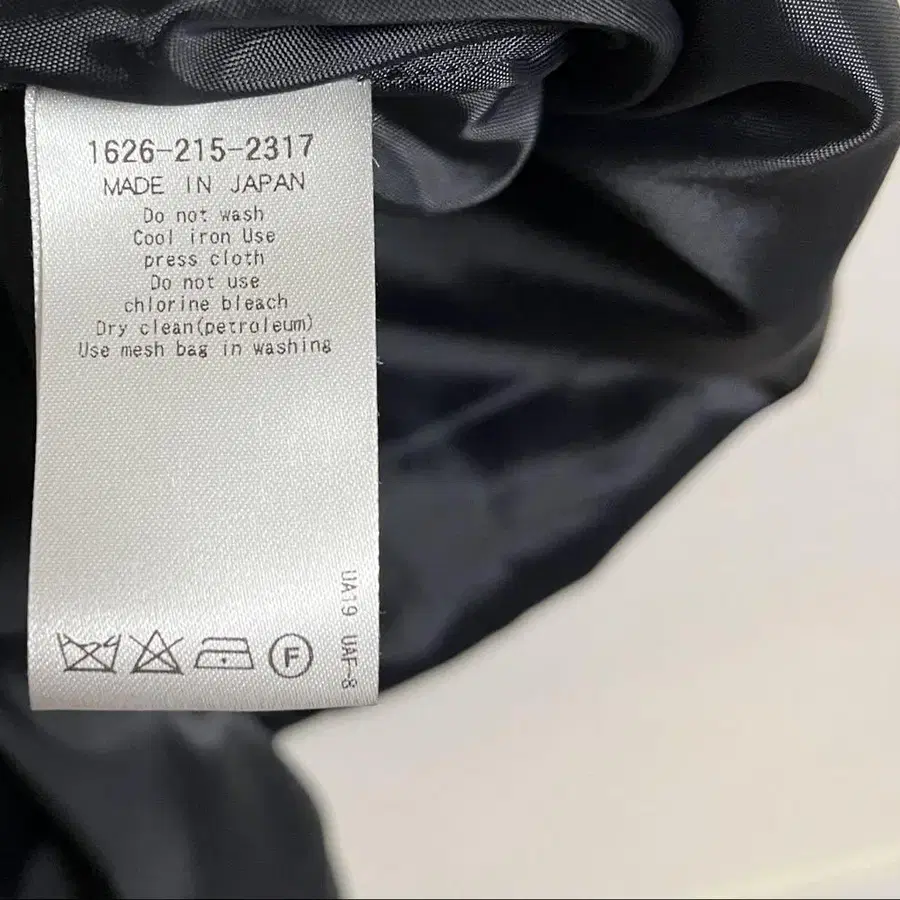 1626-215-2317
MADE IN JAPAN
Do not wash
Cool iron Use
press cloth
Do not use
chlorine bleach
Dry clean(petroleum)
Use mesh bag in washing
UA19 UAF-8
F